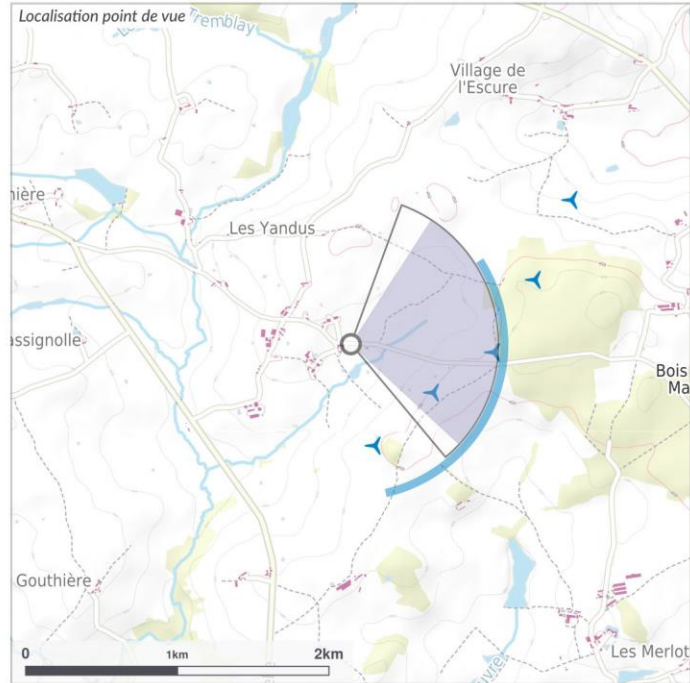 Localisation point de vue
Tremblay
Village de
l'Escure
nière
Les Yandus
assignolle
Bois
Ma
Gouthière
0
1km
2km
Les Merlot